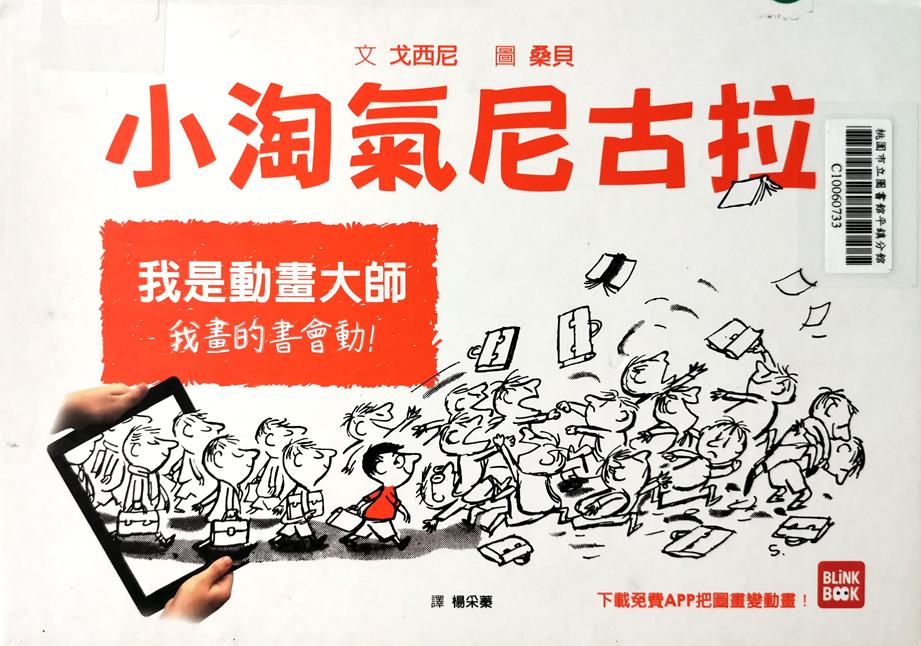 文 戈西尼 圖 桑貝
小淘氣尼古拉
桃園市立圖書館平鎮分館
C10060733
我是動畫大師
我畫的書會動!
S.
譯 楊采蓁
下載免費APP把圖畫變動畫!
BLiNK
BOOK